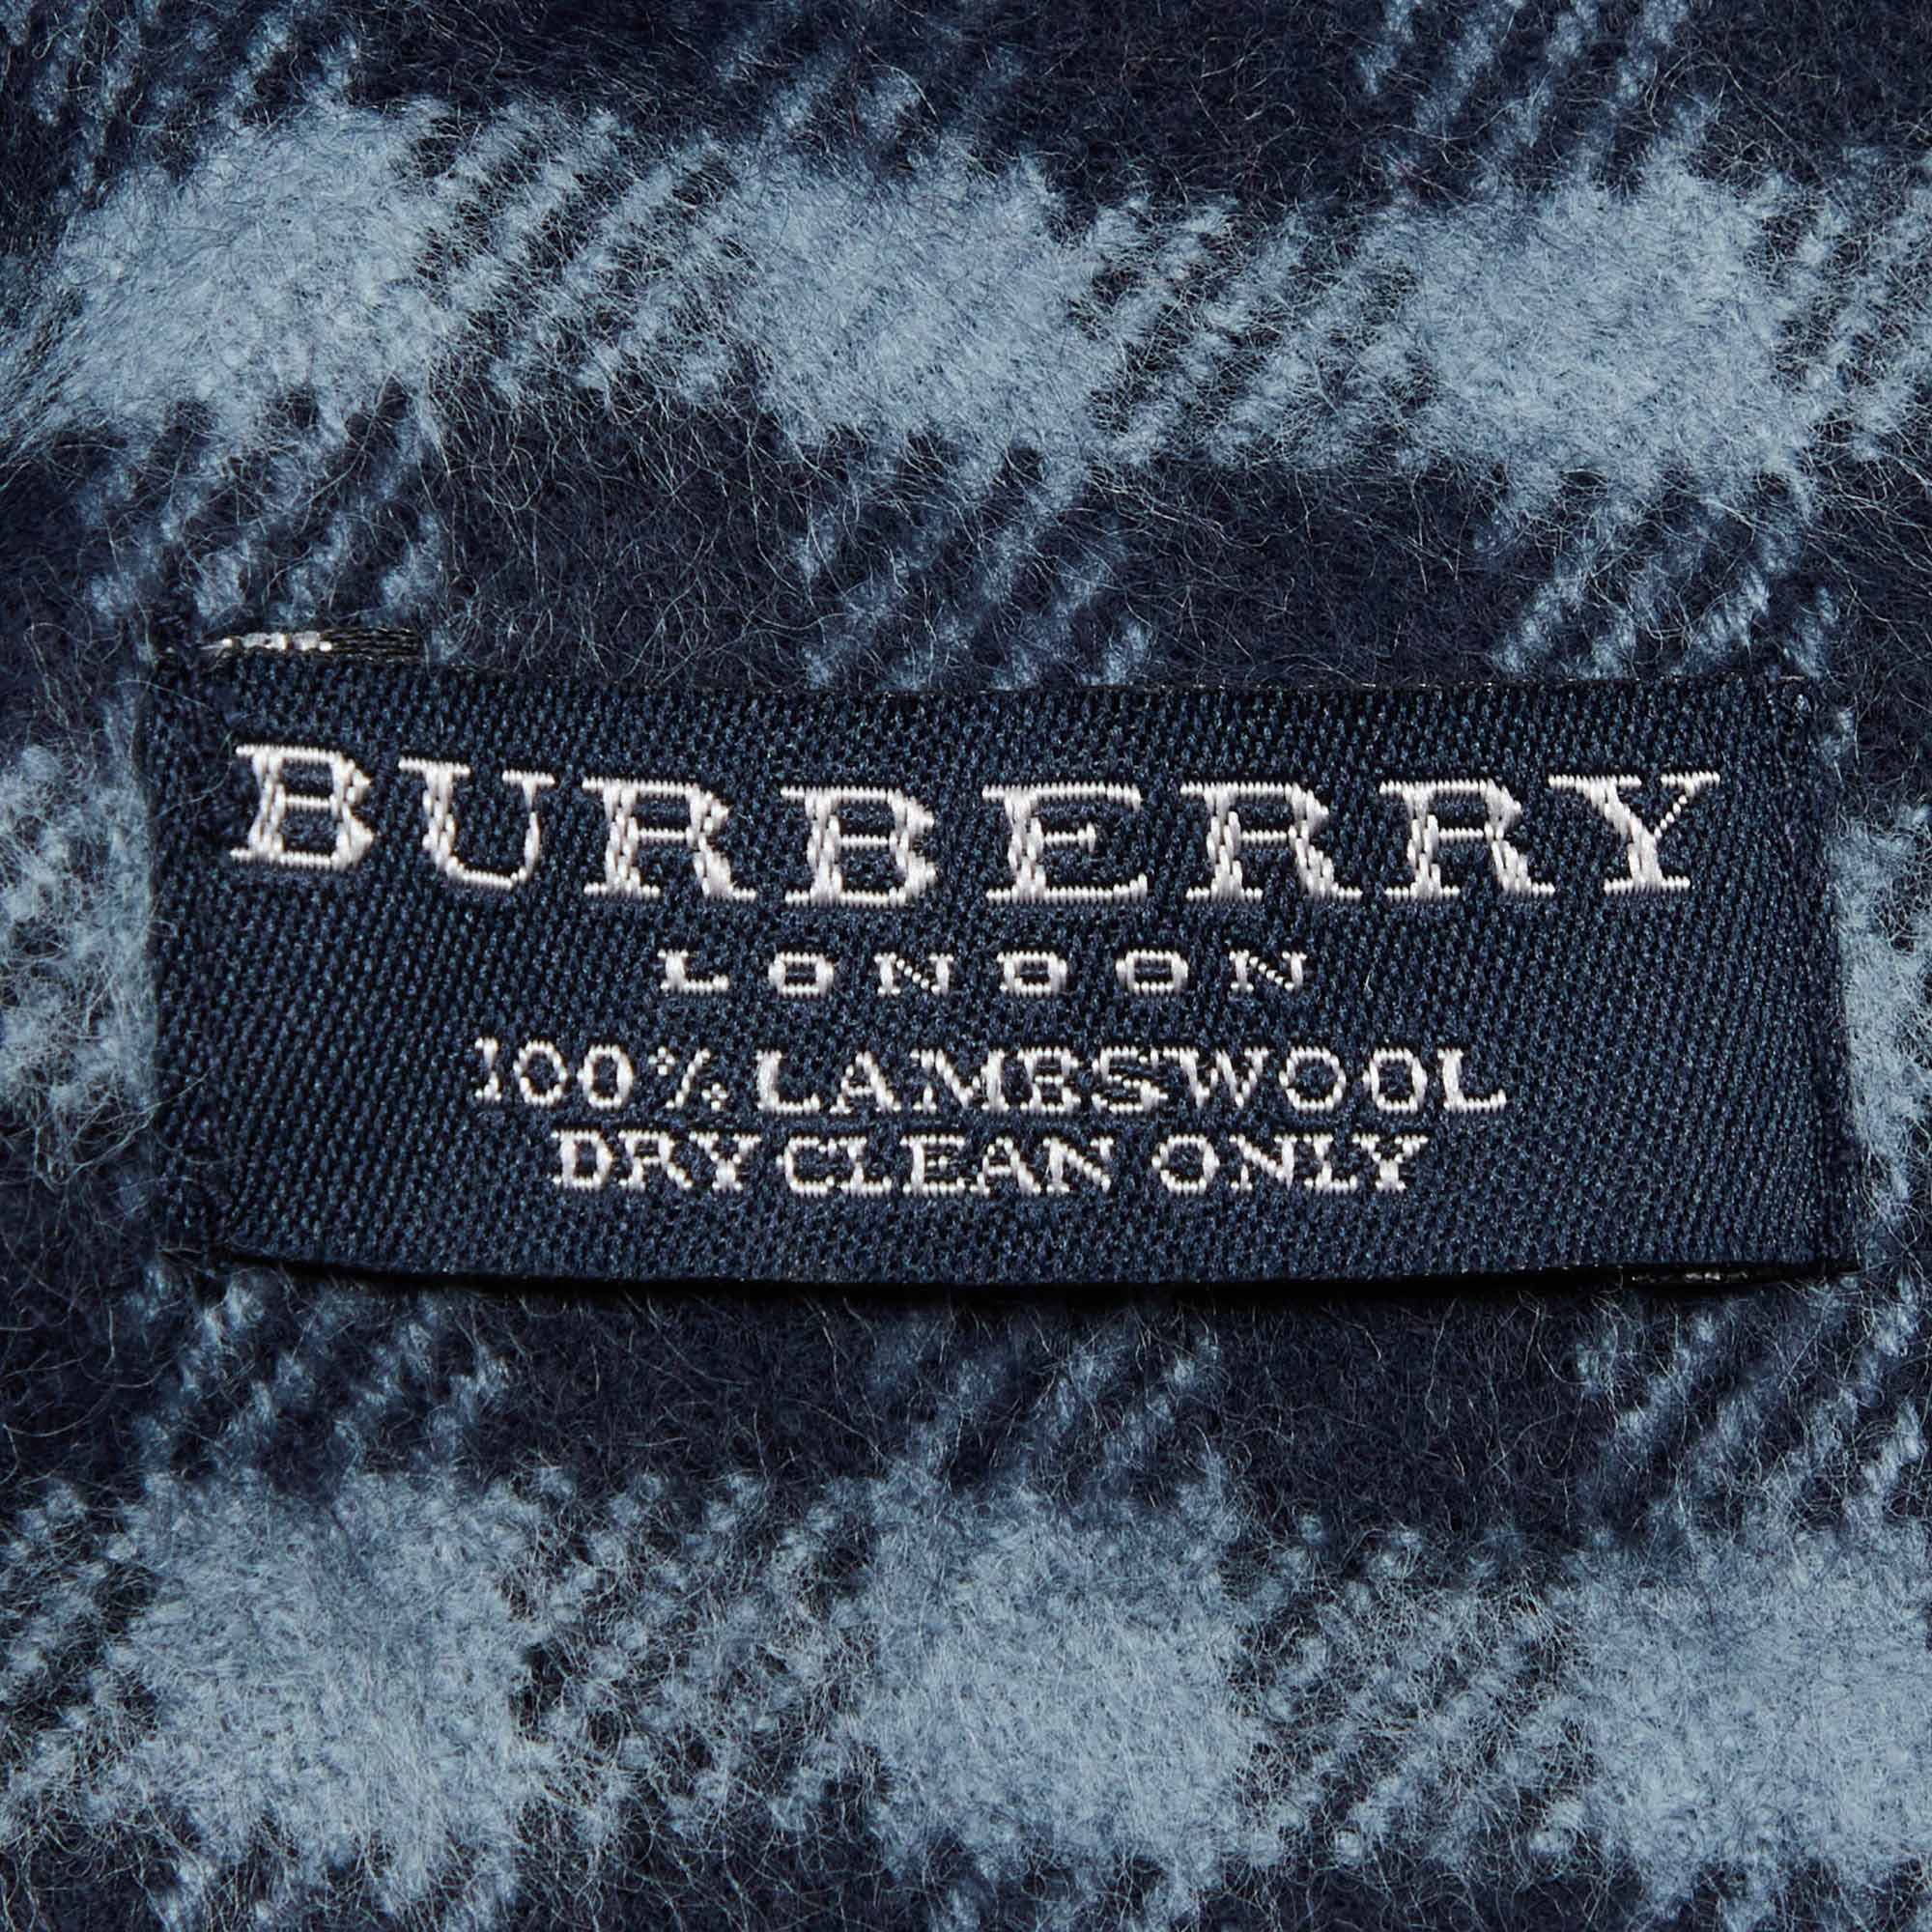 BURBERRY
LONDON
100% LAMBSWOOL
DRY CLEAN ONLY